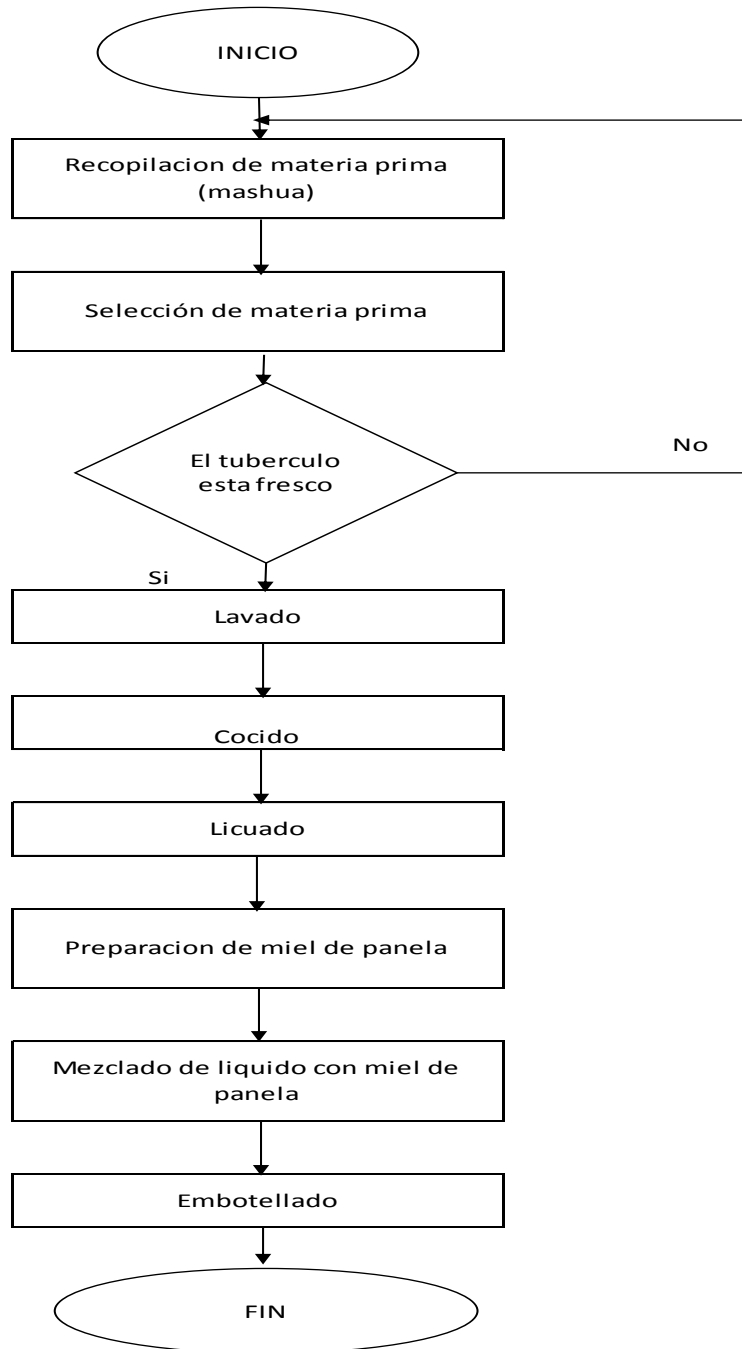 INICIO
Recopilacion de materia prima
(mashua)
Selección de materia prima
El tuberculo
esta fresco
No
Si
Lavado
Cocido
Licuado
Preparacion de miel de panela
Mezclado de liquido con miel de
panela
Embotellado
FIN